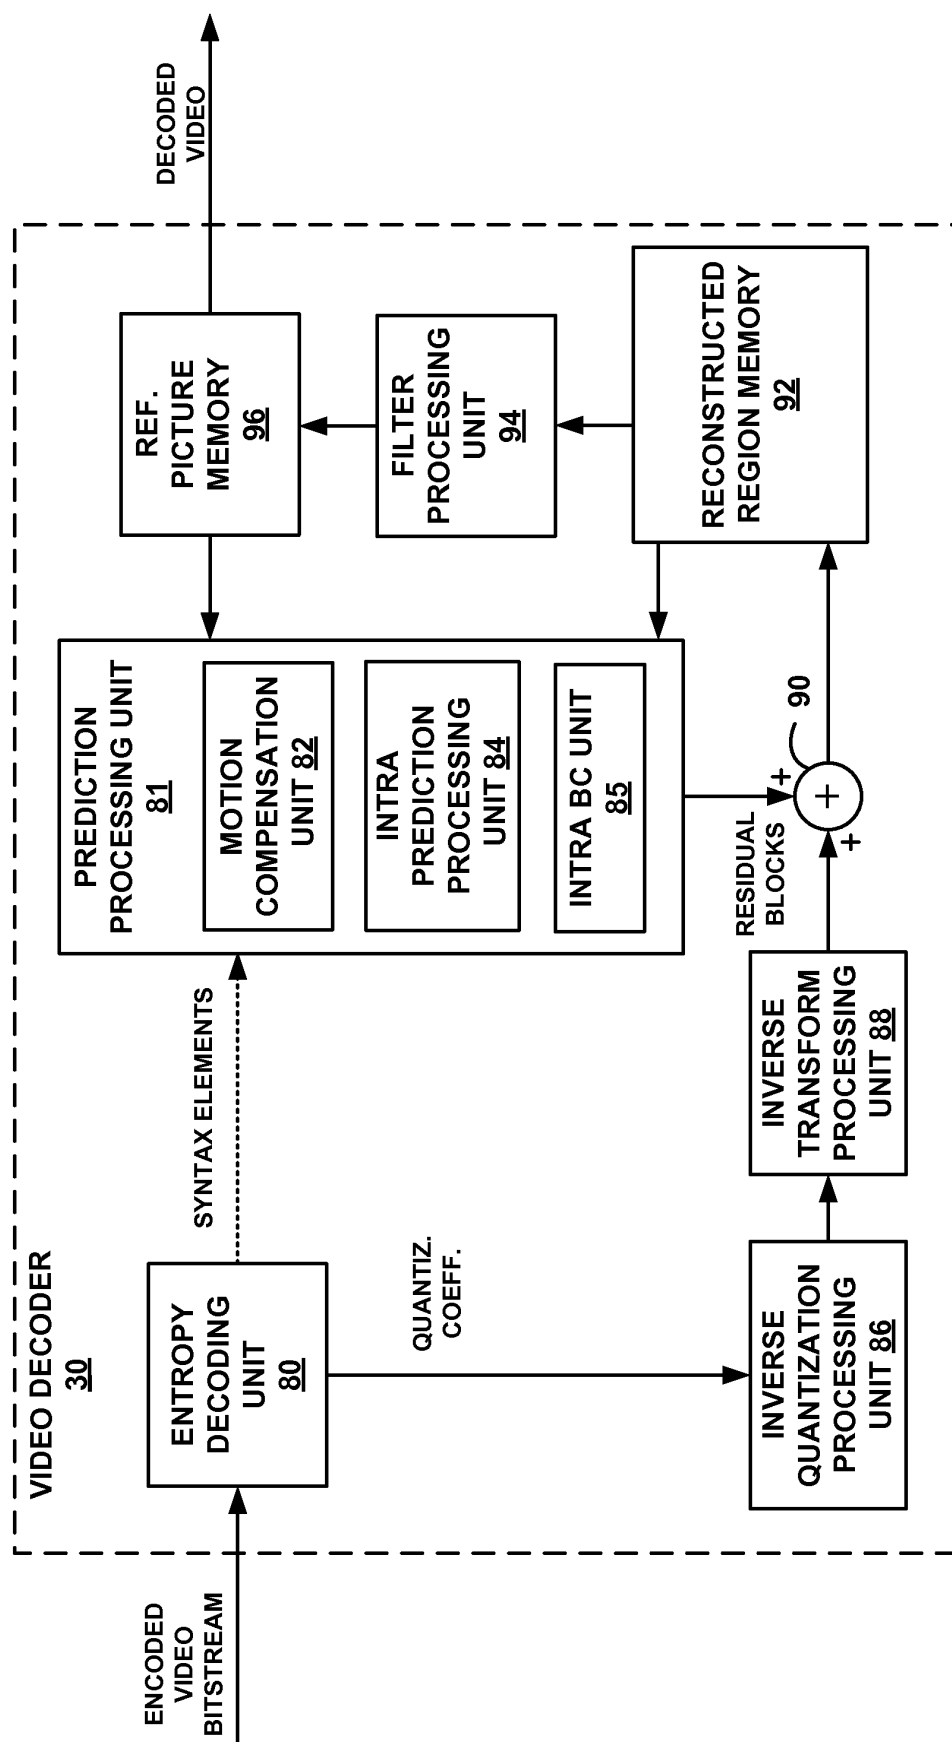 VIDEO DECODER
30
ENCODED
VIDEO
BITSTREAM
ENTROPY
DECODING
UNIT
80
SYNTAX ELEMENTS
QUANTIZ.
COEFF.
PREDICTION
PROCESSING UNIT
81
MOTION
COMPENSATION
UNIT 82
INTRA
PREDICTION
PROCESSING
UNIT 84
INTRA BC UNIT
85
REF.
PICTURE
MEMORY
96
DECODED
VIDEO
FILTER
PROCESSING
UNIT
94
RECONSTRUCTED
REGION MEMORY
92
INVERSE
QUANTIZATION
PROCESSING
UNIT 86
INVERSE
TRANSFORM
PROCESSING
UNIT 88
RESIDUAL
BLOCKS
+
+
+
90